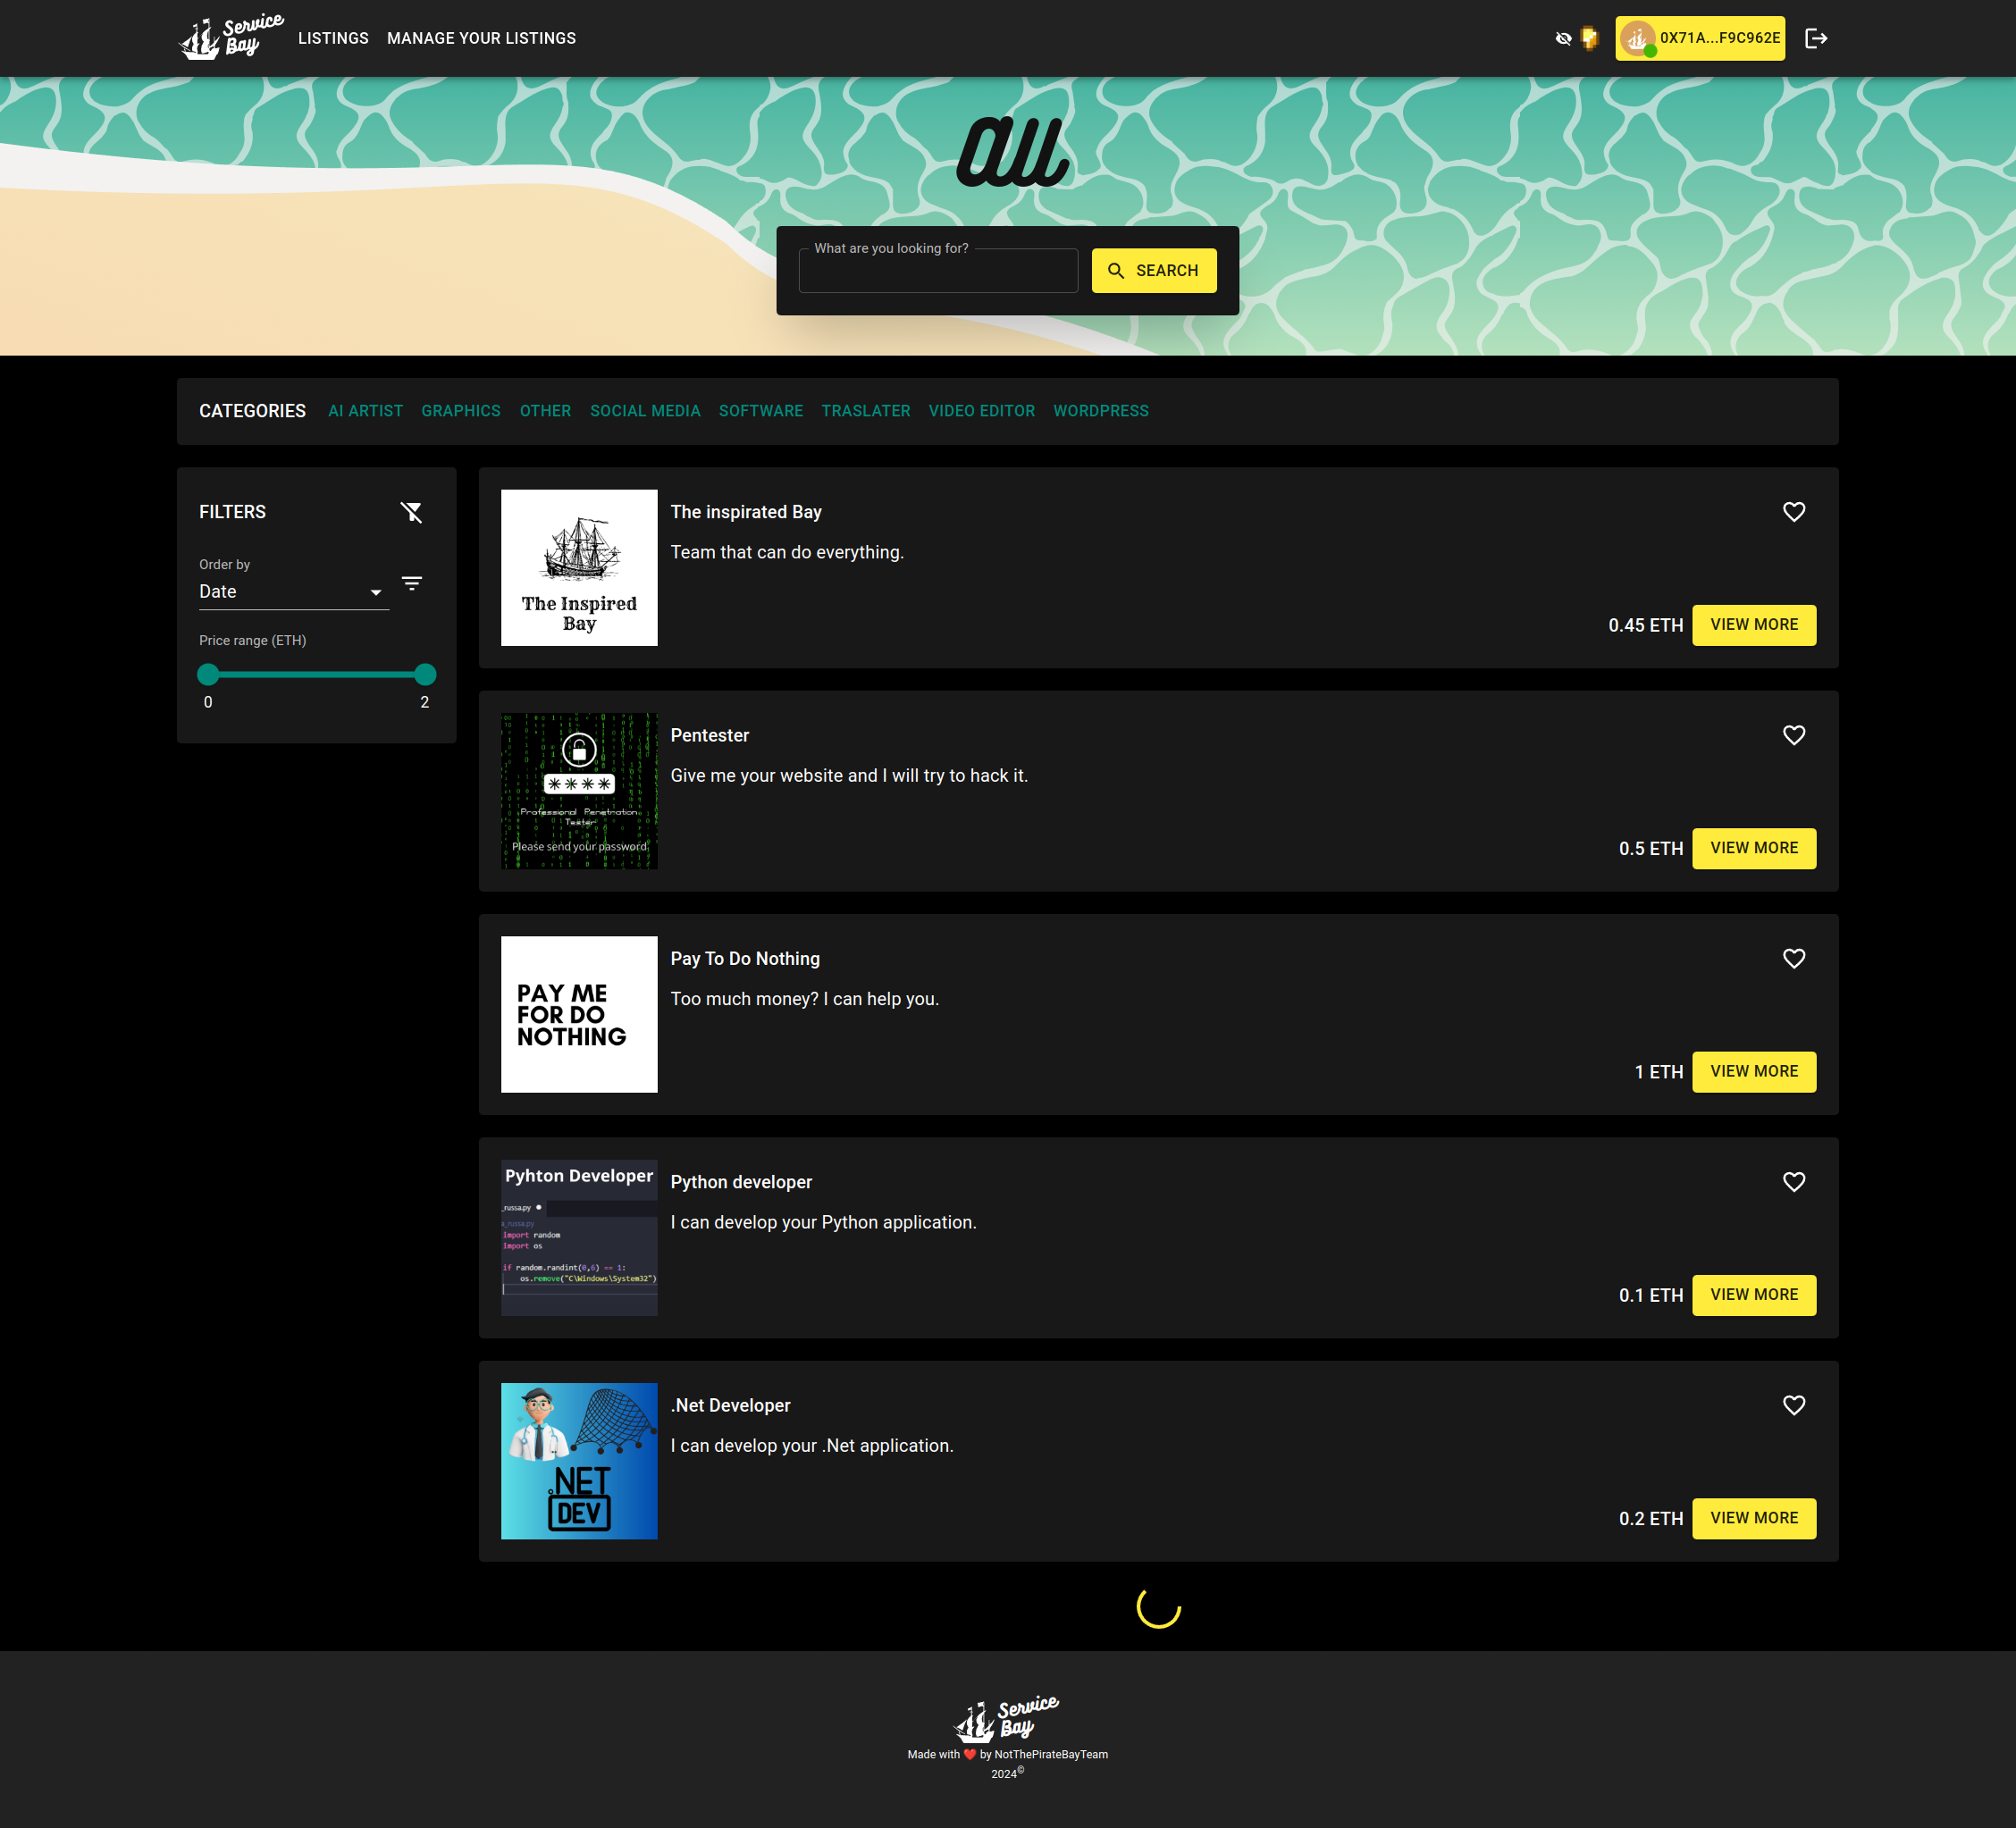 Service
Bay
LISTINGS MANAGE YOUR LISTINGS
0X71A...F9C962E
all
What are you looking for?
SEARCH
CATEGORIES AI ARTIST GRAPHICS OTHER SOCIAL MEDIA SOFTWARE TRASLATER VIDEO EDITOR WORDPRESS
FILTERS
Order by
Date
Price range (ETH)
0 2
The Inspired
Bay
The inspirated Bay
Team that can do everything.
0.45 ETH VIEW MORE
****
Professional Penetration
Tester
Please send your password
Pentester
Give me your website and I will try to hack it.
0.5 ETH VIEW MORE
PAY ME
FOR DO
NOTHING
Pay To Do Nothing
Too much money? I can help you.
1 ETH VIEW MORE
Pyhton Developer
_russa.py
a_russa.py
import random
import os
if random.randint(0,6) == 1:
os.remove("C\Windows\System32")
Python developer
I can develop your Python application.
0.1 ETH VIEW MORE
.NET
DEV
.Net Developer
I can develop your .Net application.
0.2 ETH VIEW MORE
Service
Bay
Made with ❤️ by NotThePirateBayTeam
2024©